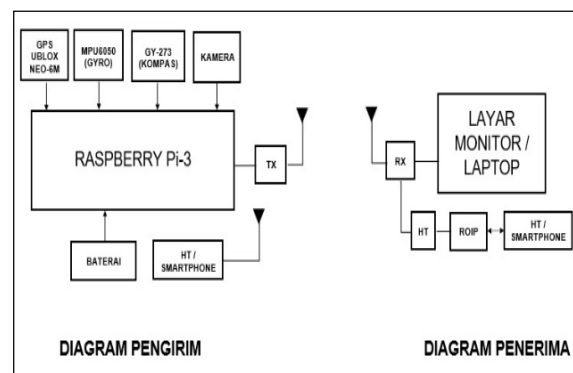 GPS
UBLOX
NEO-6M
MPU6050
(GYRO)
GY-273
(KOMPAS)
KAMERA
RASPBERRY Pi-3
TX
BATERAI
HT /
SMARTPHONE
DIAGRAM PENGIRIM
RX
LAYAR
MONITOR /
LAPTOP
HT
ROIP
HT /
SMARTPHONE
DIAGRAM PENERIMA